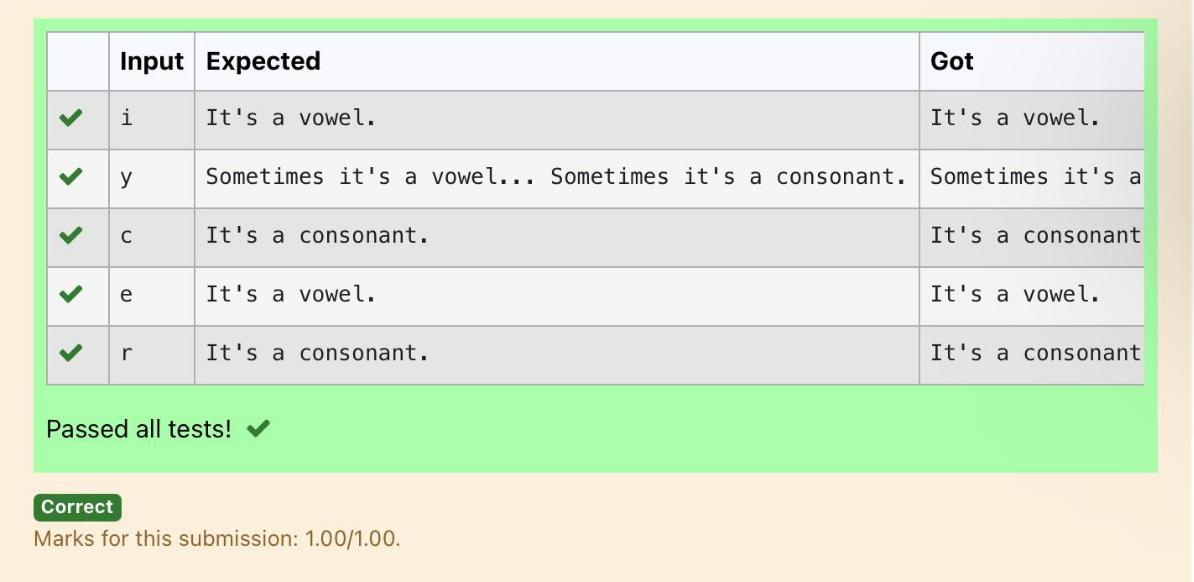 Input Expected Got
i It's a vowel. It's a vowel.
y Sometimes it's a vowel... Sometimes it's a consonant. Sometimes it's a
c It's a consonant. It's a consonant
e It's a vowel. It's a vowel.
r It's a consonant. It's a consonant
Passed all tests!
Correct
Marks for this submission: 1.00/1.00.